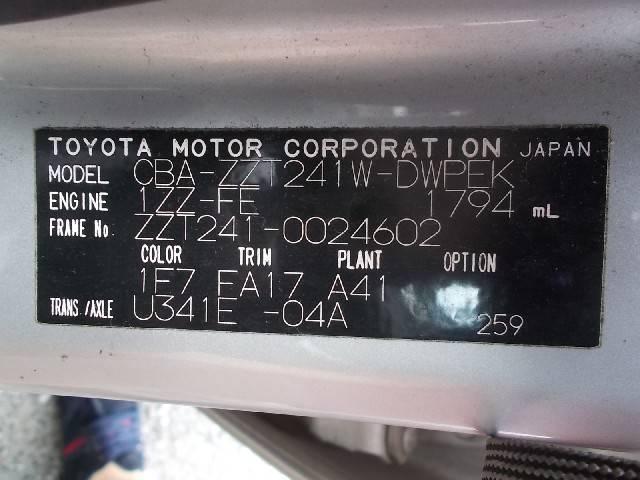 TOYOTA MOTOR CORPORATION JAPAN
MODEL CBA-ZZT241W-DWPEK
ENGINE 1ZZ-FE 1794 mL
FRAME No. ZZT241-0024602
COLOR TRIM PLANT OPTION
1E7 EA17 A41
TRANS./AXLE U341E -04A 259